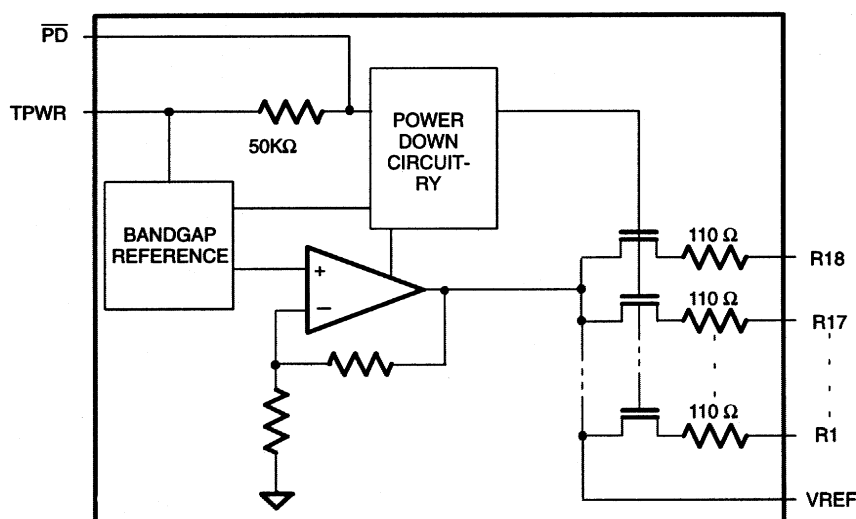 PD
TPWR
50KΩ
POWER
DOWN
CIRCUIT-
RY
BANDGAP
REFERENCE
+
−
110 Ω
R18
110 Ω
R17
110 Ω
R1
VREF